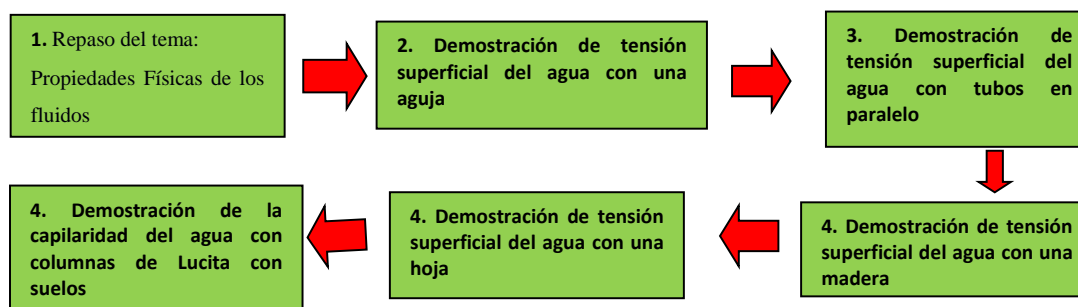 1. Repaso del tema:
Propiedades Físicas de los
fluidos
2. Demostración de tensión
superficial del agua con una
aguja
3. Demostración de
tensión superficial del
agua con tubos en
paralelo
4. Demostración de tensión
superficial del agua con una
madera
4. Demostración de tensión
superficial del agua con una
hoja
4. Demostración de la
capilaridad del agua con
columnas de Lucita con
suelos